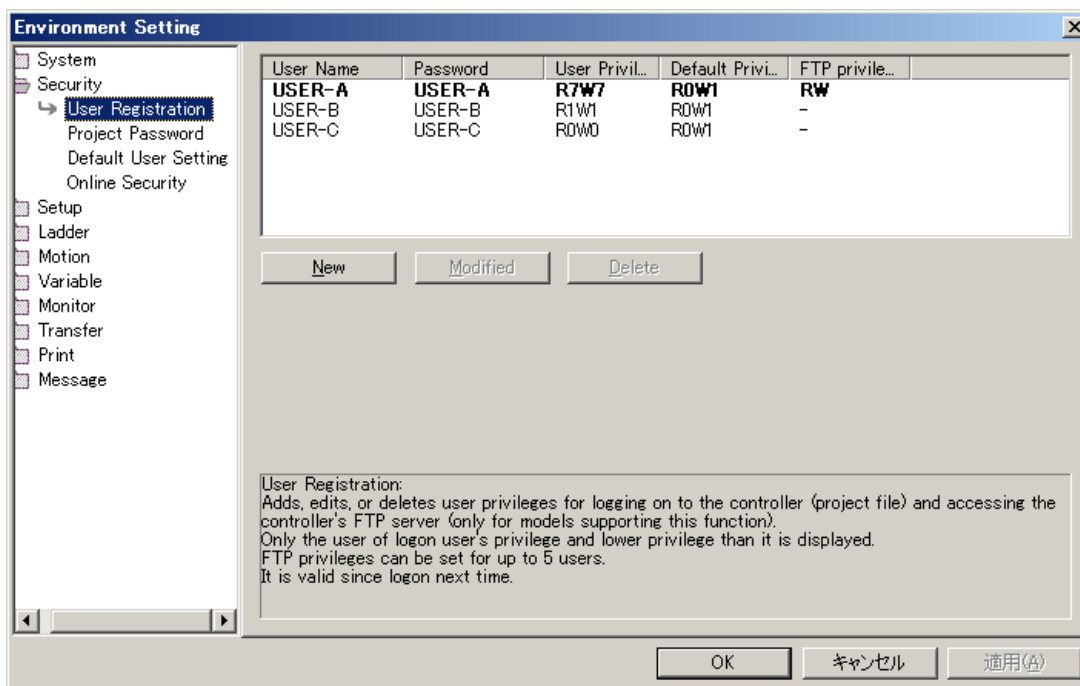 Environment Setting
System
Security
User Registration
Project Password
Default User Setting
Online Security
Setup
Ladder
Motion
Variable
Monitor
Transfer
Print
Message
User Name Password User Privil... Default Privi... FTP privile...
USER-A USER-A R7W7 R0W1 RW
USER-B USER-B R1W1 R0W1 -
USER-C USER-C R0W0 R0W1 -
New Modified Delete
User Registration:
Adds, edits, or deletes user privileges for logging on to the controller (project file) and accessing the
controller's FTP server (only for models supporting this function).
Only the user of logon user's privilege and lower privilege than it is displayed.
FTP privileges can be set for up to 5 users.
It is valid since logon next time.
OK キャンセル 適用(A)